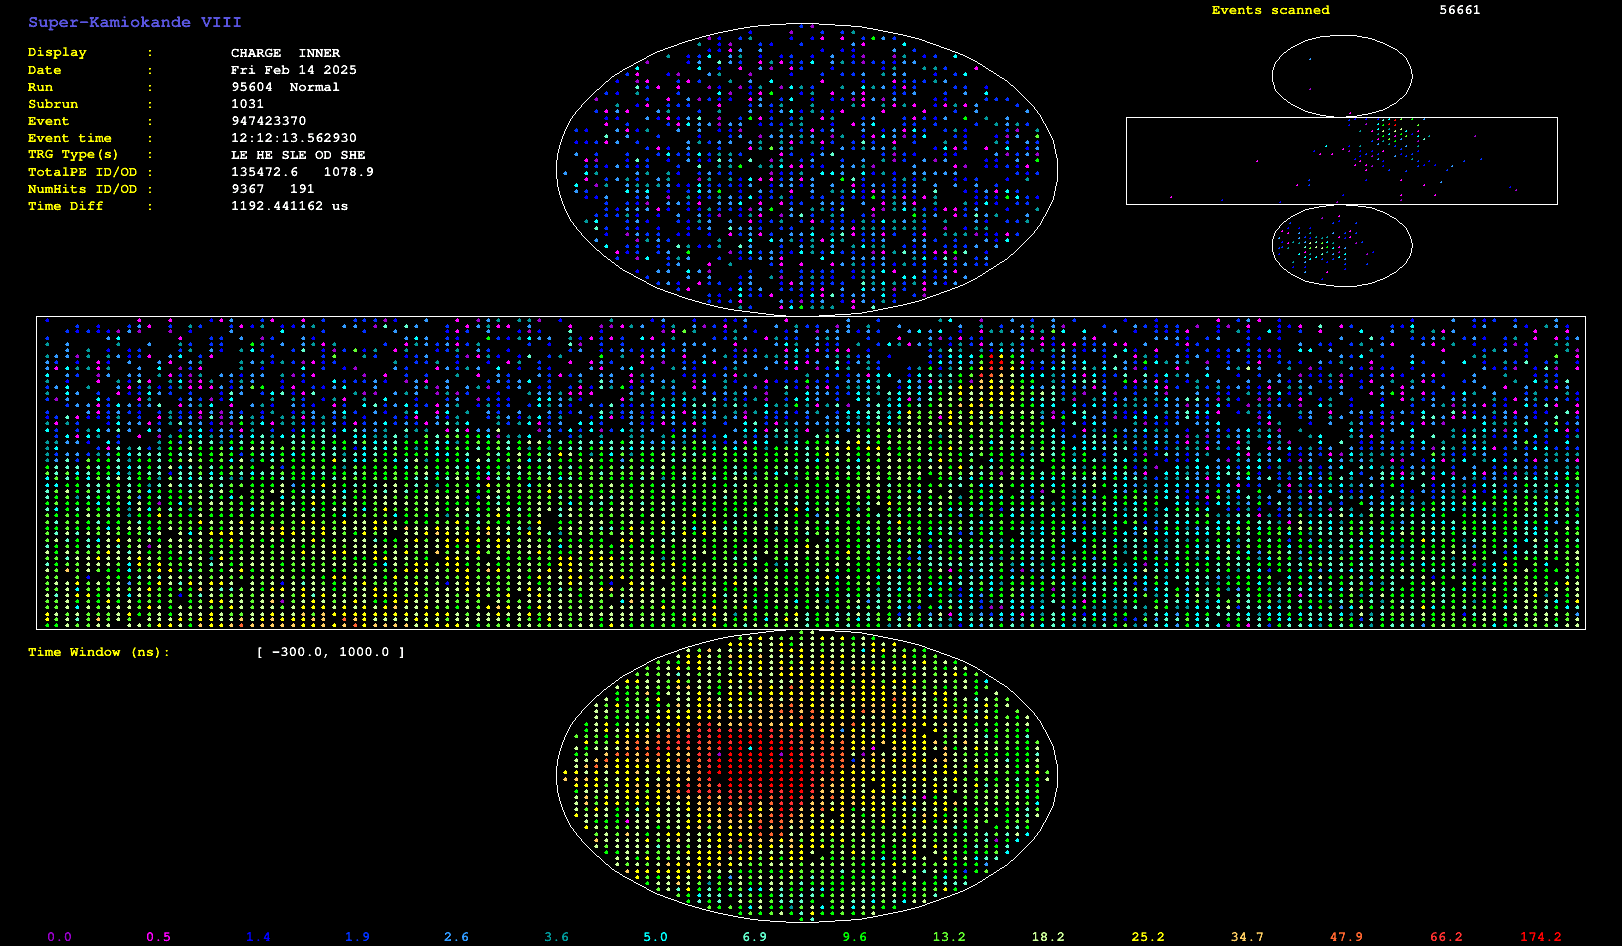 Super-Kamiokande VIII
Events scanned 56661
Display : CHARGE INNER
Date : Fri Feb 14 2025
Run : 95604 Normal
Subrun : 1031
Event : 947423370
Event time : 12:12:13.562930
TRG Type(s) : LE HE SLE OD SHE
TotalPE ID/OD : 135472.6 1078.9
NumHits ID/OD : 9367 191
Time Diff : 1192.441162 us
Time Window (ns): [ -300.0, 1000.0 ]
0.0 0.5 1.4 1.9 2.6 3.6 5.0 6.9 9.6 13.2 18.2 25.2 34.7 47.9 66.2 174.2